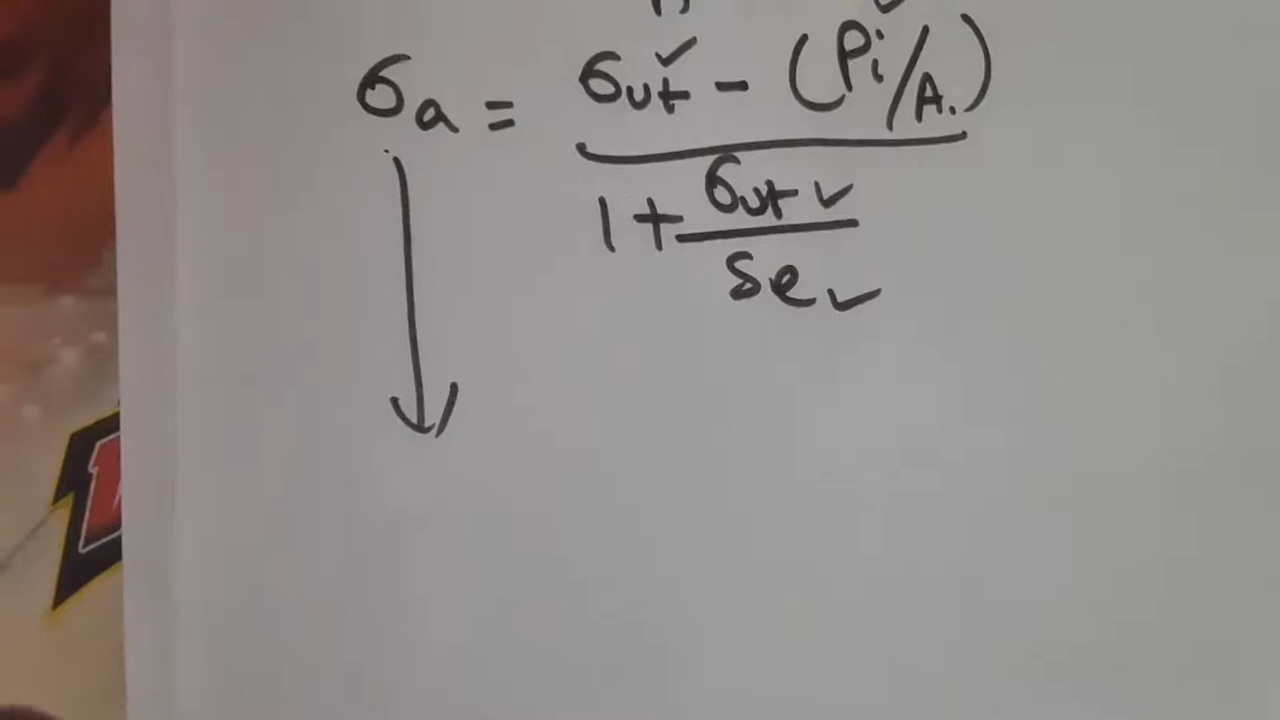 σa = σut ✓ - (Pi/A.)
1 + σut ✓
Se ✓